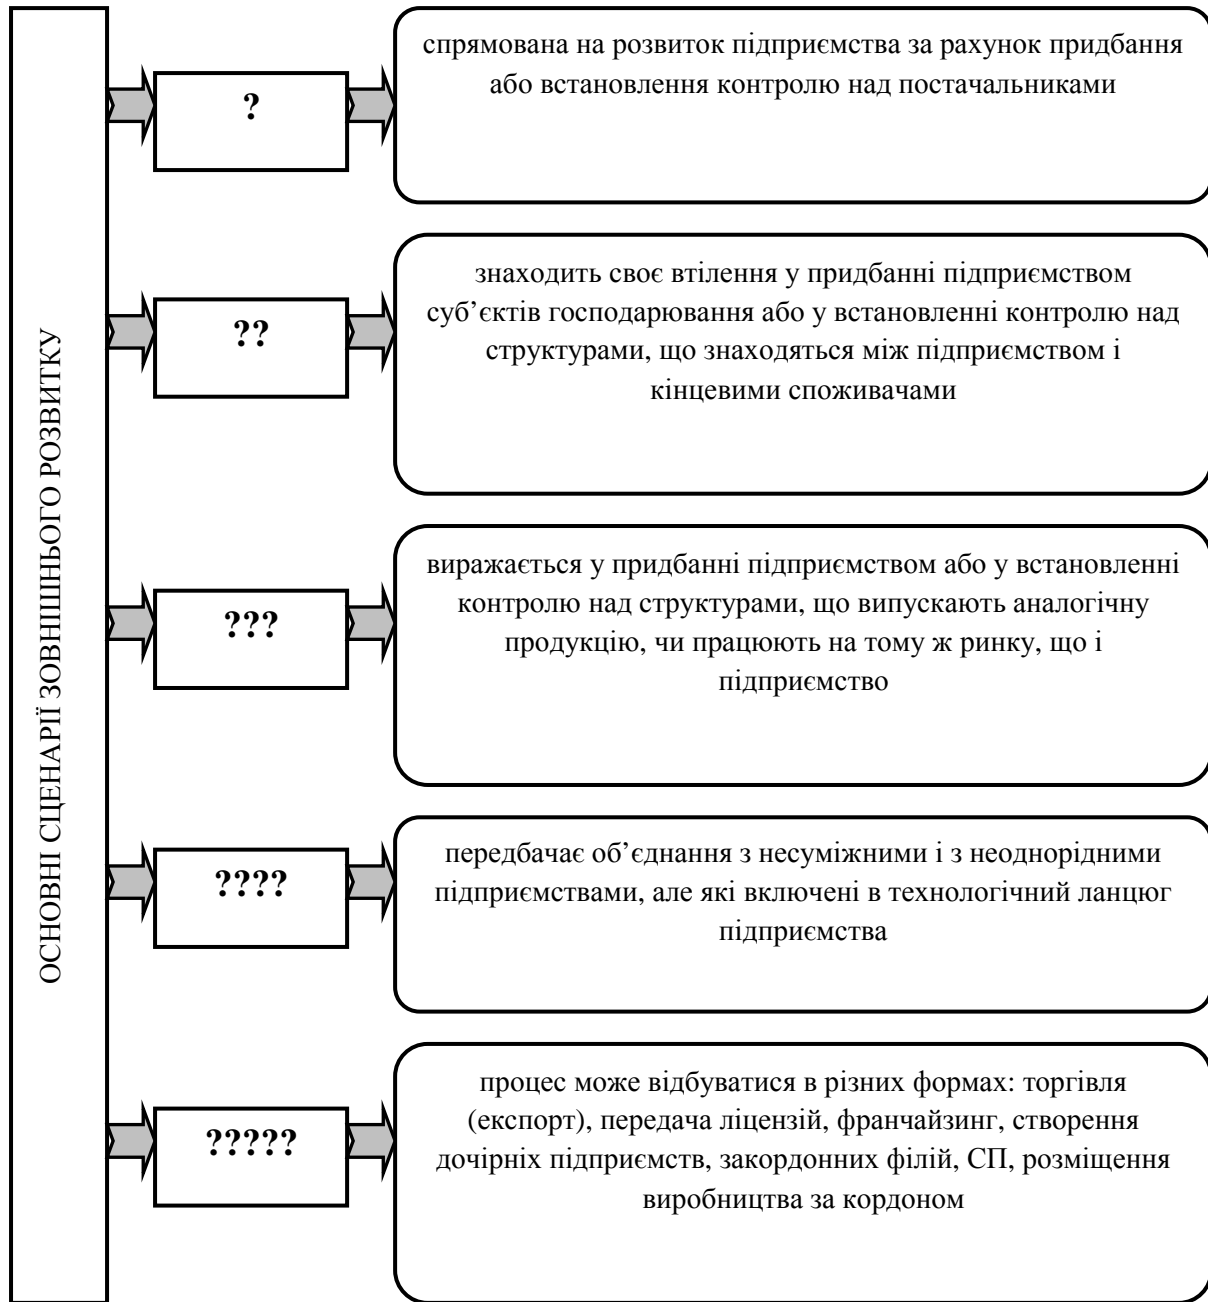 ОСНОВНІ СЦЕНАРІЇ ЗОВНІШНЬОГО РОЗВИТКУ
?
спрямована на розвиток підприємства за рахунок придбання
або встановлення контролю над постачальниками
??
знаходить своє втілення у придбанні підприємством
суб’єктів господарювання або у встановленні контролю над
структурами, що знаходяться між підприємством і
кінцевими споживачами
???
виражається у придбанні підприємством або у встановленні
контролю над структурами, що випускають аналогічну
продукцію, чи працюють на тому ж ринку, що і
підприємство
????
передбачає об’єднання з несуміжними і з неоднорідними
підприємствами, але які включені в технологічний ланцюг
підприємства
?????
процес може відбуватися в різних формах: торгівля
(експорт), передача ліцензій, франчайзинг, створення
дочірніх підприємств, закордонних філій, СП, розміщення
виробництва за кордоном